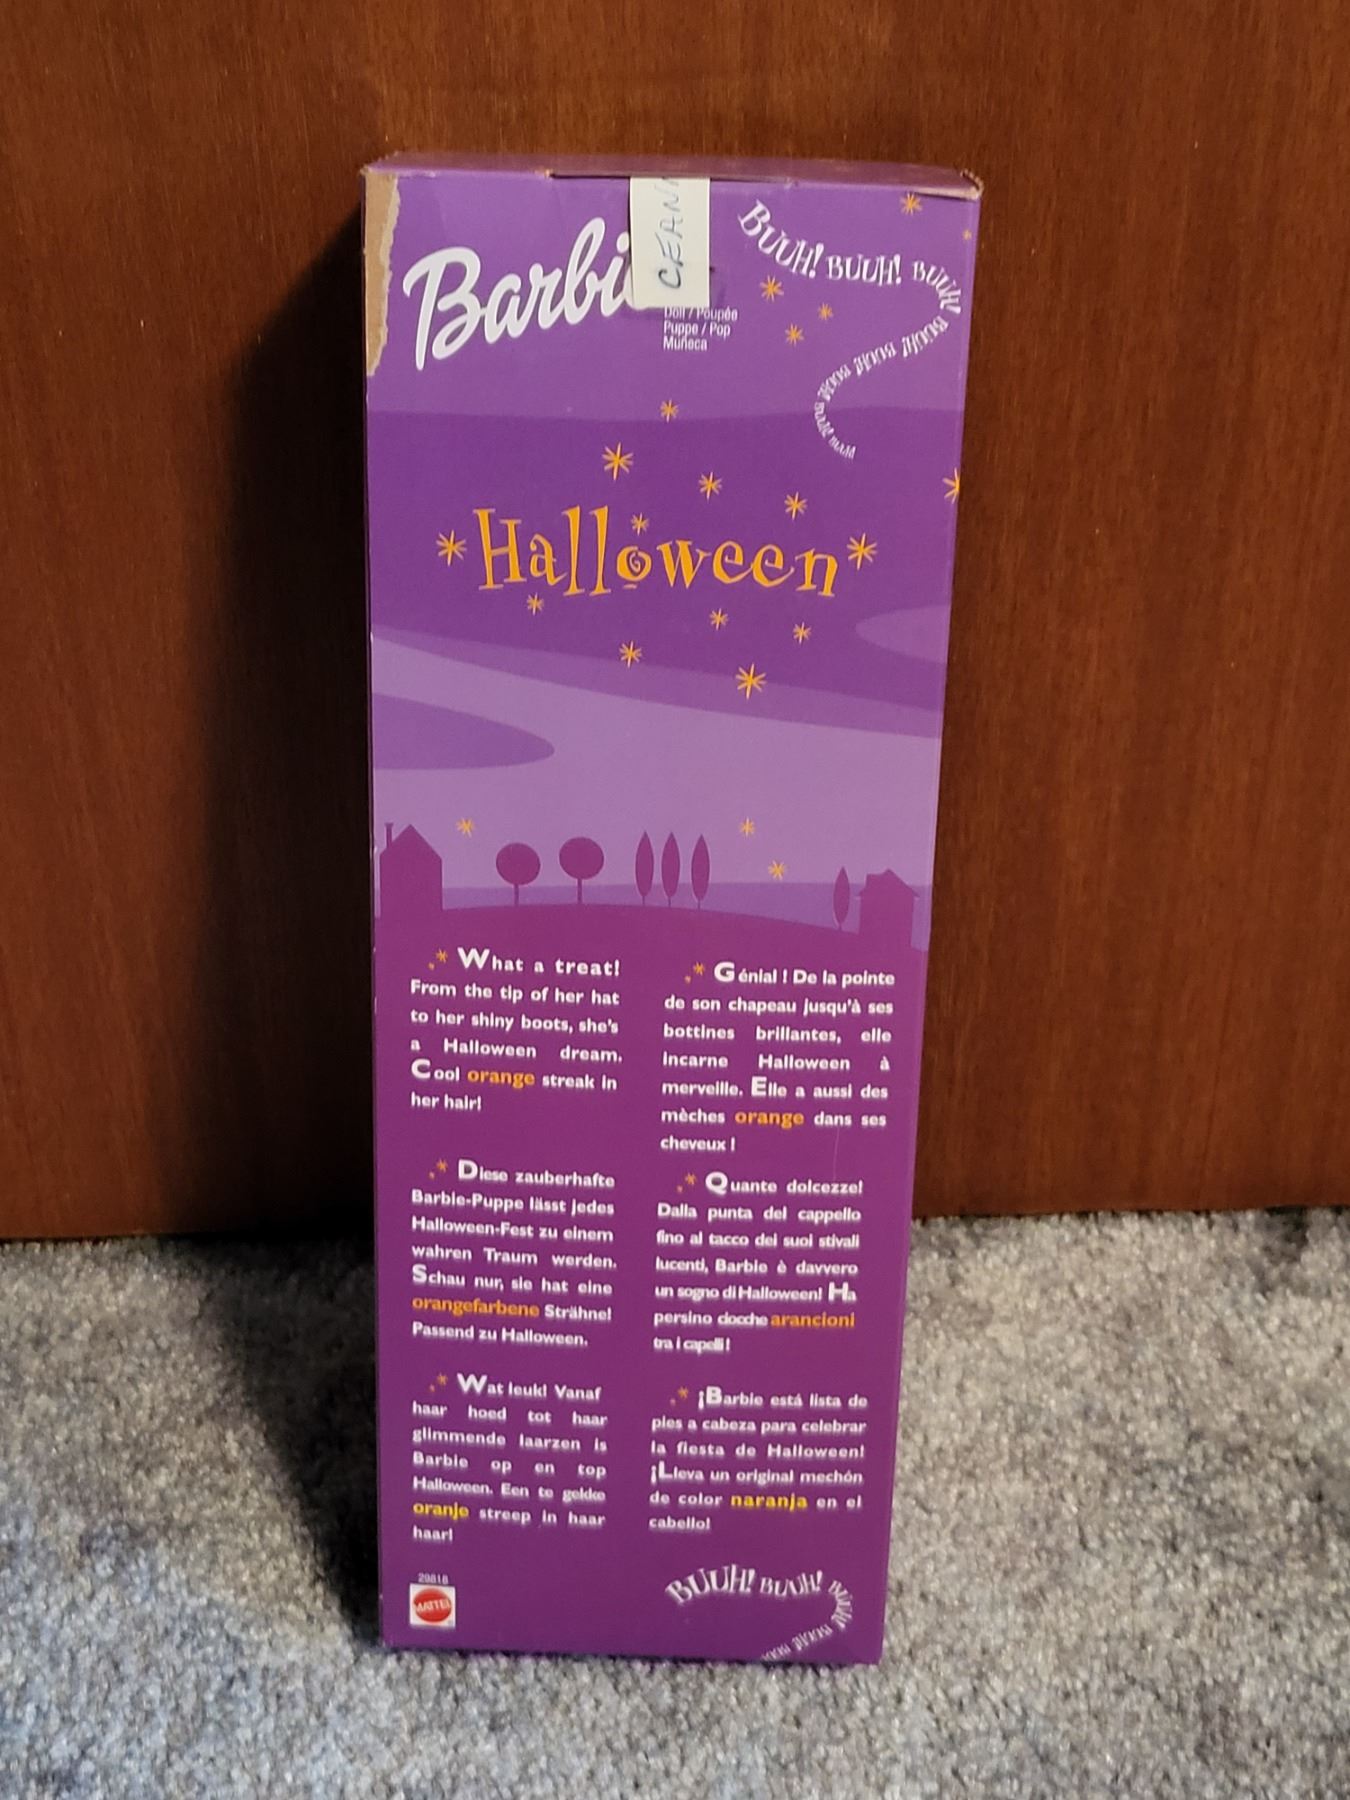 Barbi
CEAN
Doll / Poupée
Puppe / Pop
Muñeca
BUUH! BUUH! BUUH! BUUH! BUUH! BUUH! BUUH! BUUH!
Halloween
What a treat!
From the tip of her hat
to her shiny boots, she's
a Halloween dream.
Cool orange streak in
her hair!
Génial ! De la pointe
de son chapeau jusqu'à ses
bottines brillantes, elle
incarne Halloween à
merveille. Elle a aussi des
mèches orange dans ses
cheveux !
Diese zauberhafte
Barbie-Puppe lässt jedes
Halloween-Fest zu einem
wahren Traum werden.
Schau nur, sie hat eine
orangefarbene Strähne!
Passend zu Halloween.
Quante dolcezze!
Dalla punta del cappello
fino al tacco dei suoi stivali
lucenti, Barbie è davvero
un sogno di Halloween! Ha
persino ciocche arancioni
tra i capelli!
Wat leuk! Vanaf
haar hoed tot haar
glimmende laarzen is
Barbie op en top
Halloween. Een te gekke
oranje streep in haar
haar!
¡Barbie está lista de
pies a cabeza para celebrar
la fiesta de Halloween!
¡Lleva un original mechón
de color naranja en el
cabello!
29818
MATTEL
BUUH! BUUH! BUUH! BUUH! BUUH!